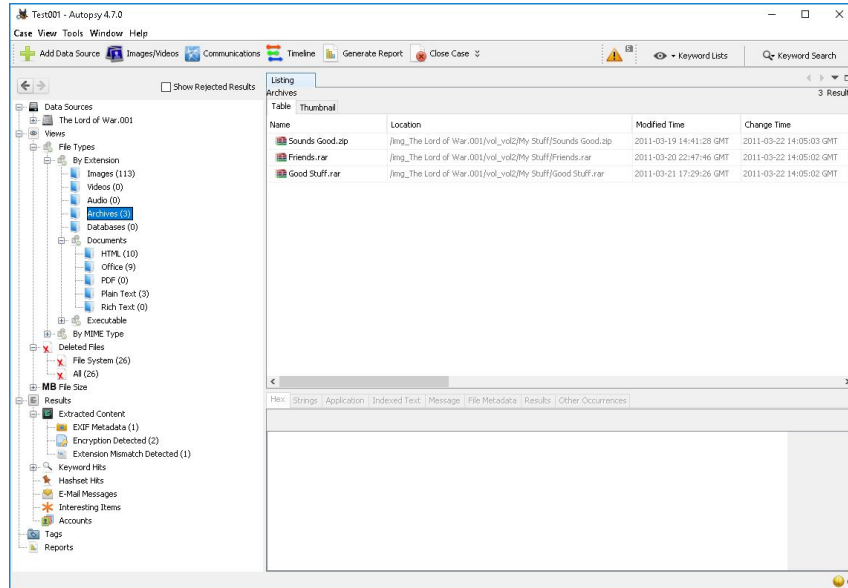 Test001 - Autopsy 4.7.0
Case View Tools Window Help
Add Data Source Images/Videos Communications Timeline Generate Report Close Case Keyword Lists Keyword Search
Show Rejected Results
Data Sources
The Lord of War.001
Views
File Types
By Extension
Images (113)
Videos (0)
Audio (0)
Archives (3)
Databases (0)
Documents
HTML (10)
Office (9)
PDF (0)
Plain Text (3)
Rich Text (0)
Executable
By MIME Type
Deleted Files
File System (26)
All (26)
MB File Size
Results
Extracted Content
EXIF Metadata (1)
Encryption Detected (2)
Extension Mismatch Detected (1)
Keyword Hits
Hashset Hits
E-Mail Messages
Interesting Items
Accounts
Tags
Reports
Listing
Archives 3 Result
Table Thumbnail
Name Location Modified Time Change Time
Sounds Good.zip /img_The Lord of War.001/vol_vol2/My Stuff/Sounds Good.zip 2011-03-19 14:41:28 GMT 2011-03-22 14:05:03 GMT
Friends.rar /img_The Lord of War.001/vol_vol2/My Stuff/Friends.rar 2011-03-20 22:47:46 GMT 2011-03-22 14:05:02 GMT
Good Stuff.rar /img_The Lord of War.001/vol_vol2/My Stuff/Good Stuff.rar 2011-03-21 17:29:26 GMT 2011-03-22 14:05:02 GMT
Hex Strings Application Indexed Text Message File Metadata Results Other Occurrences